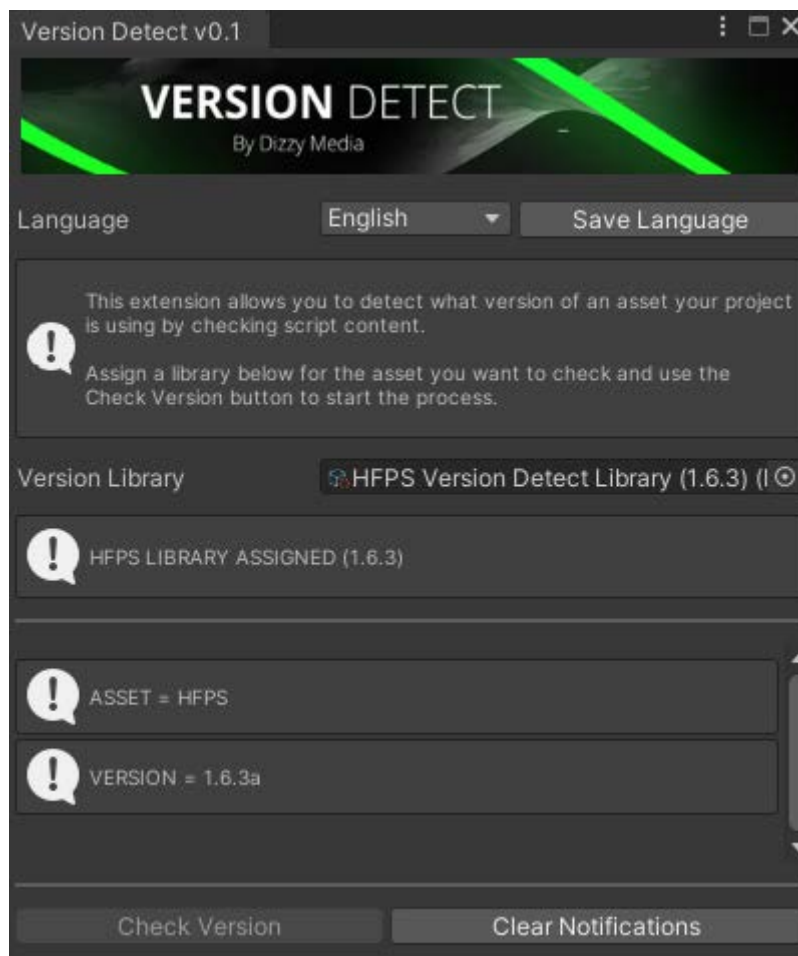 Version Detect v0.1
VERSION DETECT
By Dizzy Media
Language
English
Save Language
This extension allows you to detect what version of an asset your project
is using by checking script content.
Assign a library below for the asset you want to check and use the
Check Version button to start the process.
Version Library
HFPS Version Detect Library (1.6.3) (
HFPS LIBRARY ASSIGNED (1.6.3)
ASSET = HFPS
VERSION = 1.6.3a
Check Version
Clear Notifications